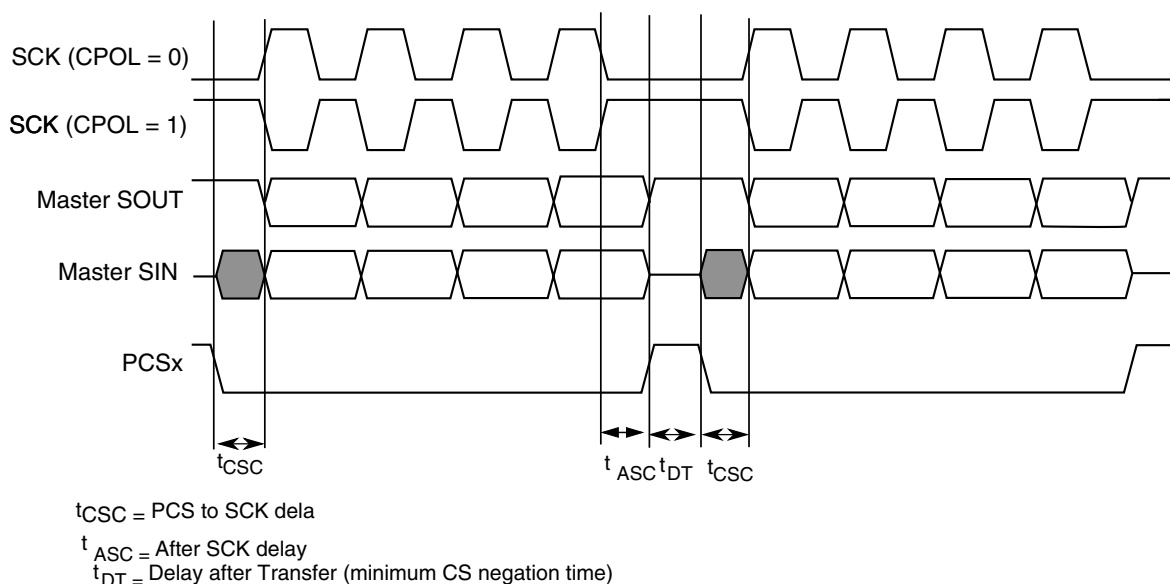 SCK (CPOL = 0)
SCK (CPOL = 1)
Master SOUT
Master SIN
PCSx
tCSC
t ASC
tDT
tCSC
tCSC = PCS to SCK dela
t ASC = After SCK delay
tDT = Delay after Transfer (minimum CS negation time)